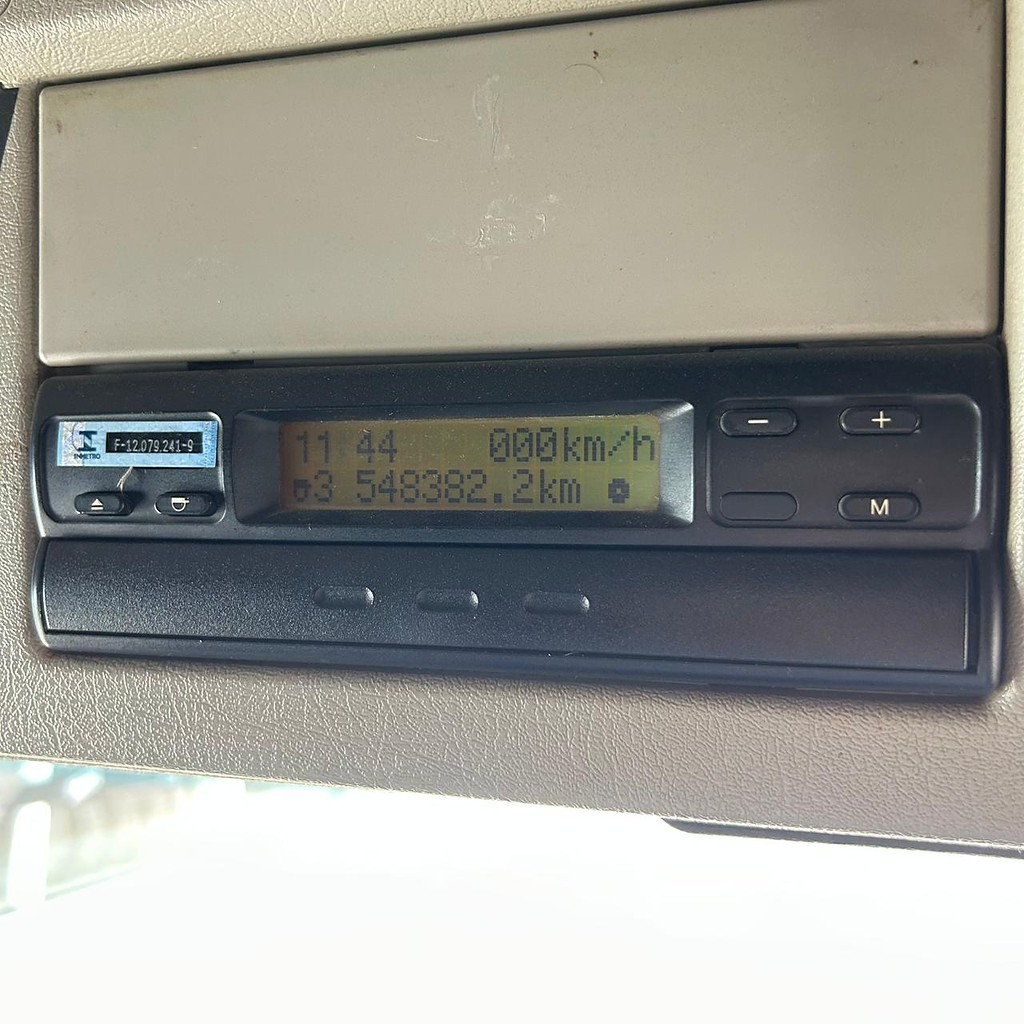 INMETRO
F-12.079.241-9
11 44 000km/h
3 548382.2km
− +
M